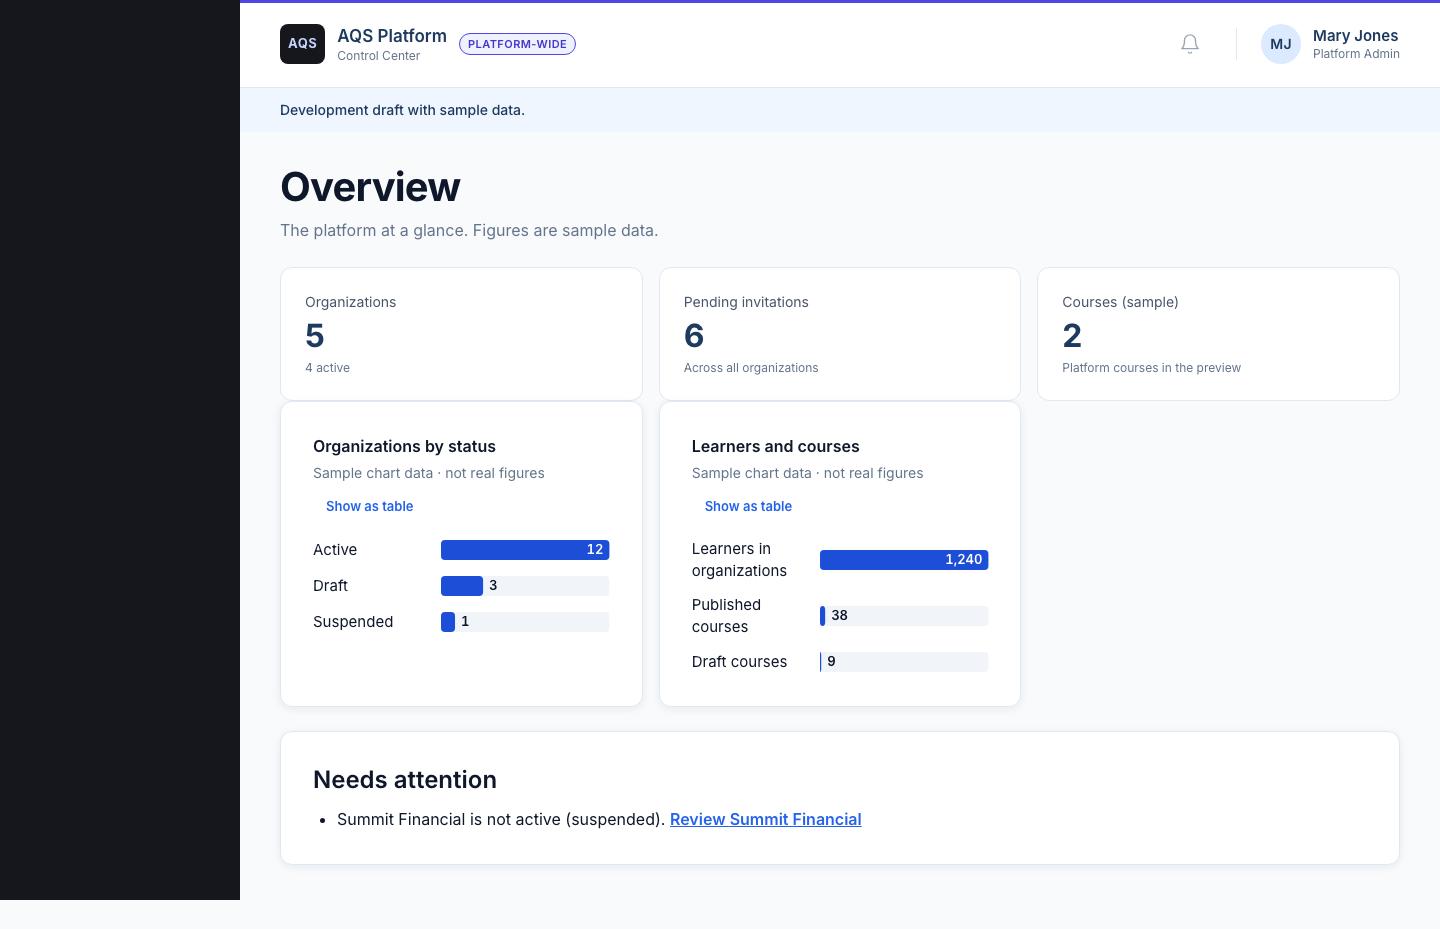 AQS
AQS Platform
Control Center
PLATFORM-WIDE
MJ
Mary Jones
Platform Admin
Development draft with sample data.
Overview
The platform at a glance. Figures are sample data.
Organizations
5
4 active
Pending invitations
6
Across all organizations
Courses (sample)
2
Platform courses in the preview
Organizations by status
Sample chart data · not real figures
Show as table
Active 12
Draft 3
Suspended 1
Learners and courses
Sample chart data · not real figures
Show as table
Learners in
organizations
1,240
Published
courses
38
Draft courses 9
Needs attention
• Summit Financial is not active (suspended). Review Summit Financial